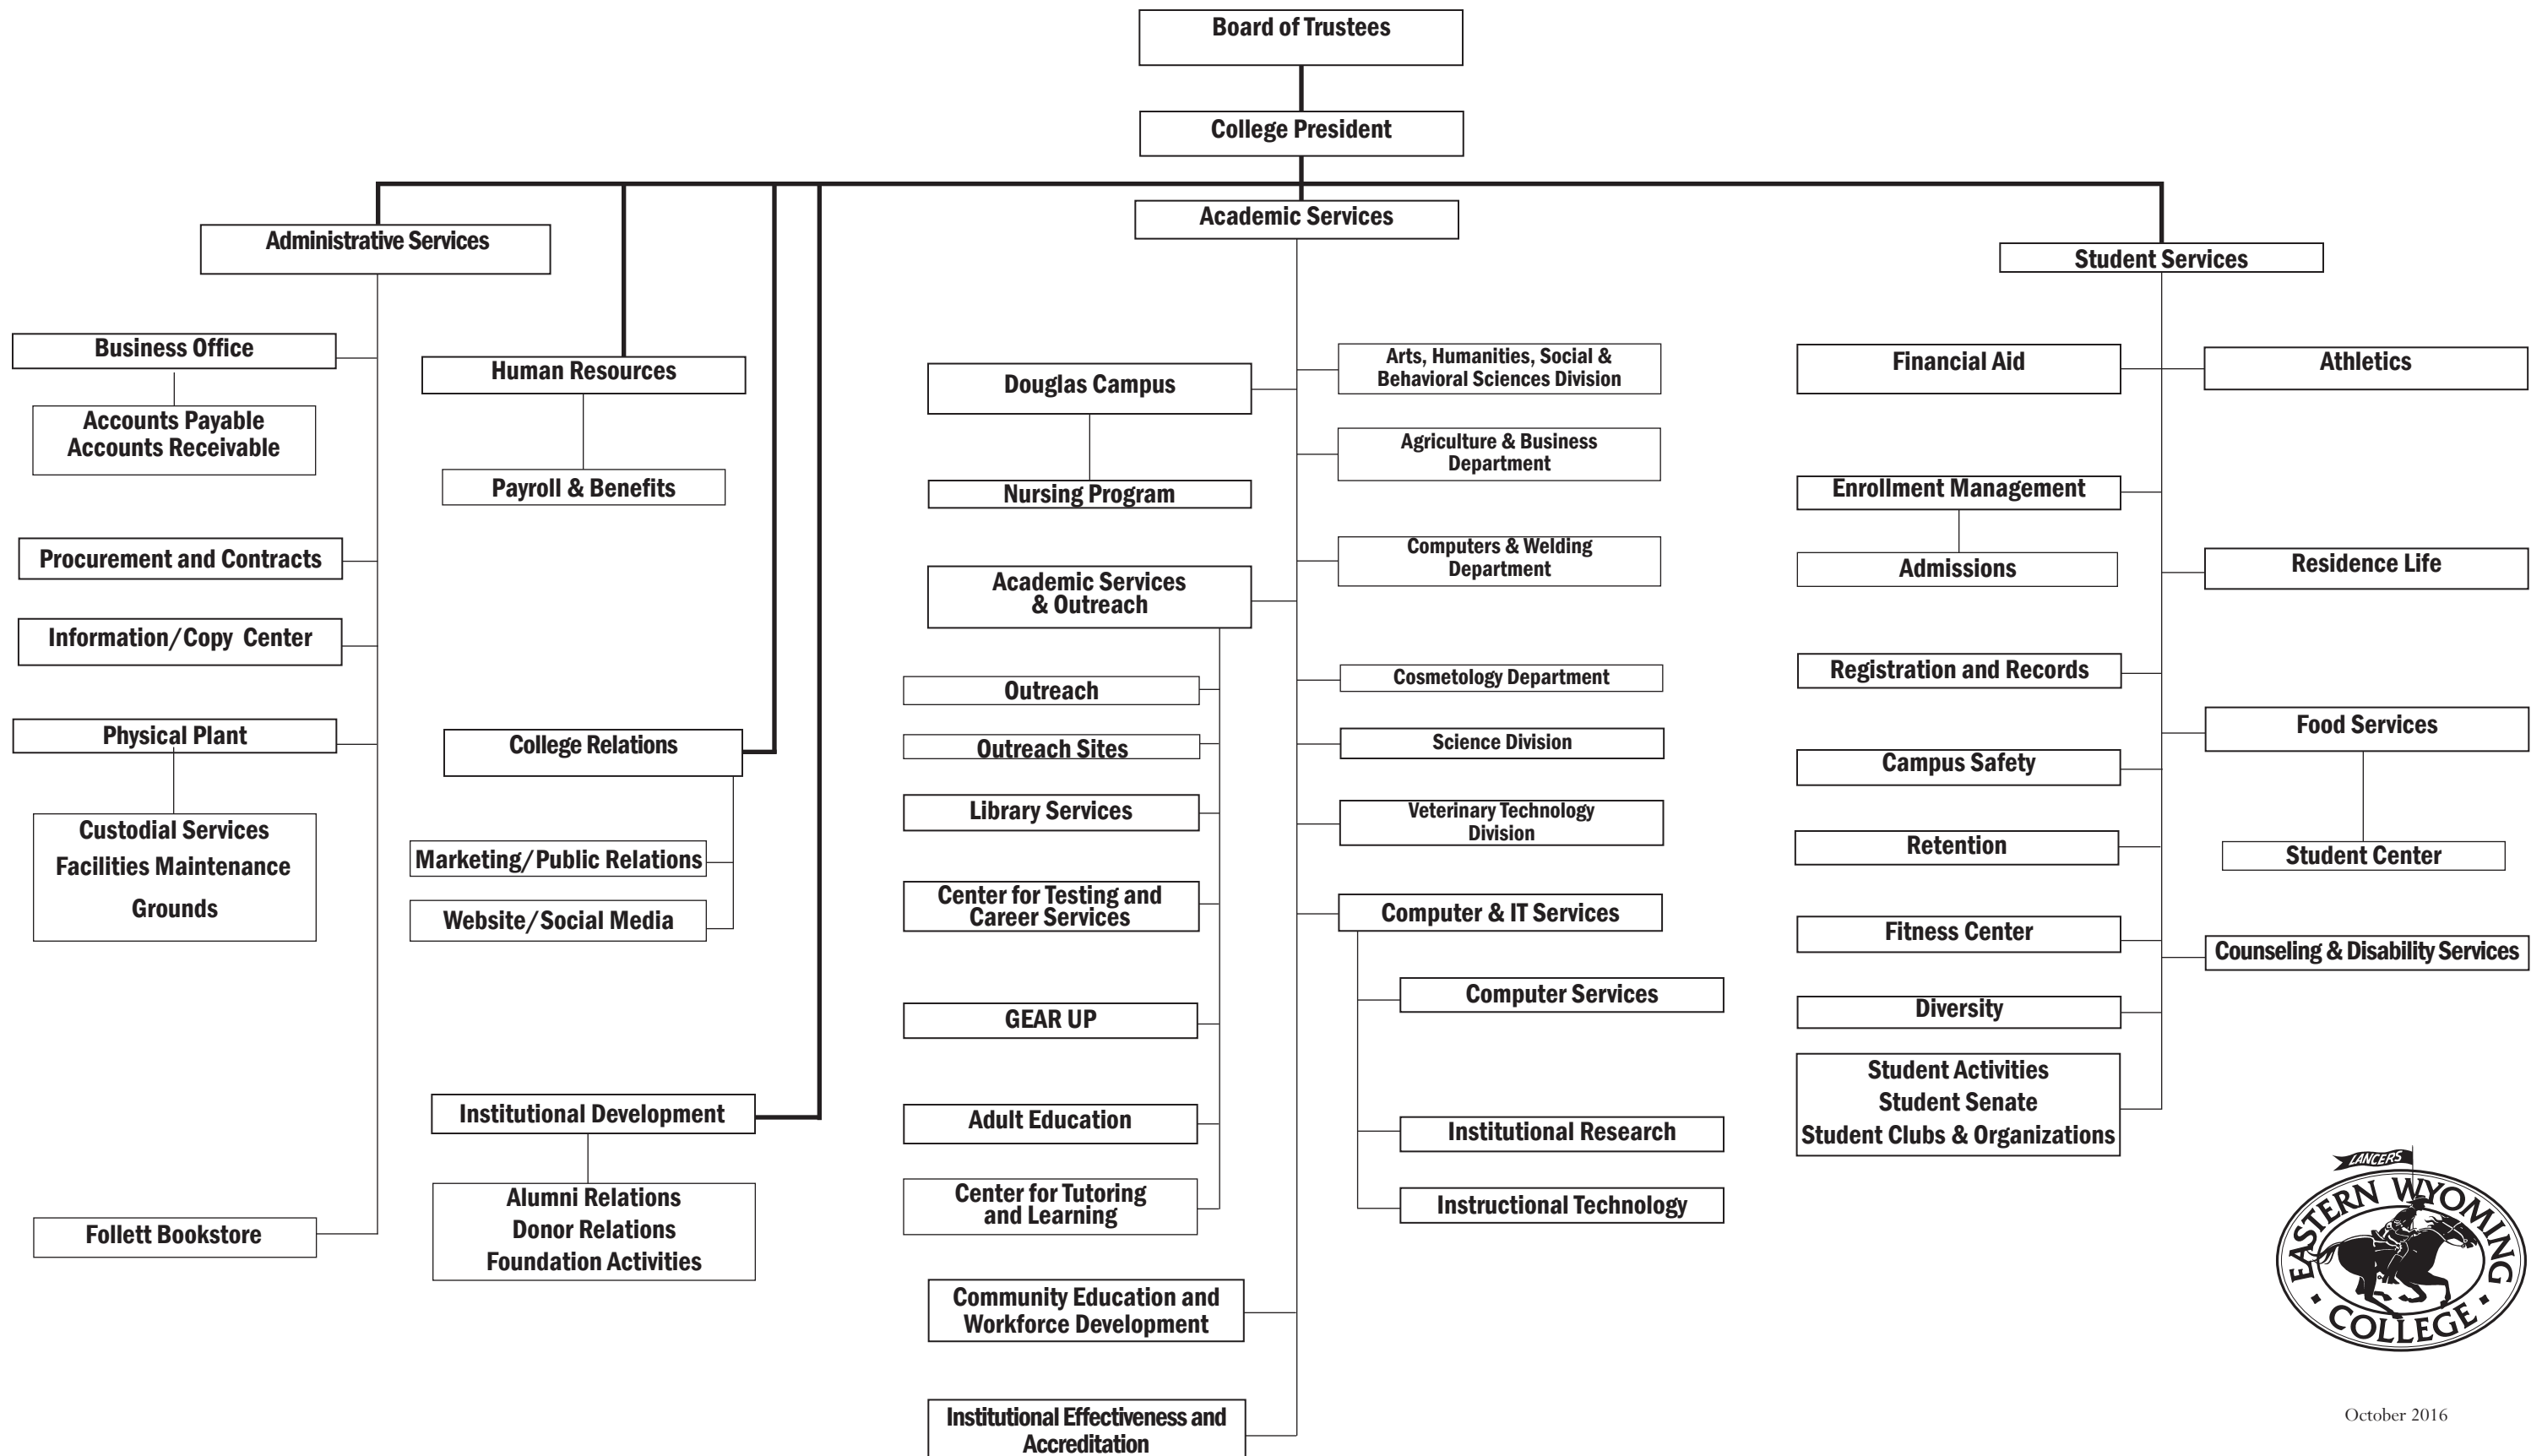 Board of Trustees
College President
Administrative Services
Business Office
Accounts Payable
Accounts Receivable
Procurement and Contracts
Information/Copy Center
Physical Plant
Custodial Services
Facilities Maintenance
Grounds
Follett Bookstore
Human Resources
Payroll & Benefits
College Relations
Marketing/Public Relations
Website/Social Media
Institutional Development
Alumni Relations
Donor Relations
Foundation Activities
Academic Services
Douglas Campus
Nursing Program
Academic Services
& Outreach
Outreach
Outreach Sites
Library Services
Center for Testing and
Career Services
GEAR UP
Adult Education
Center for Tutoring
and Learning
Community Education and
Workforce Development
Institutional Effectiveness and
Accreditation
Arts, Humanities, Social &
Behavioral Sciences Division
Agriculture & Business
Department
Computers & Welding
Department
Cosmetology Department
Science Division
Veterinary Technology
Division
Computer & IT Services
Computer Services
Institutional Research
Instructional Technology
Student Services
Financial Aid
Enrollment Management
Admissions
Registration and Records
Campus Safety
Retention
Fitness Center
Diversity
Student Activities
Student Senate
Student Clubs & Organizations
Athletics
Residence Life
Food Services
Student Center
Counseling & Disability Services
LANCERS
EASTERN WYOMING
COLLEGE
October 2016